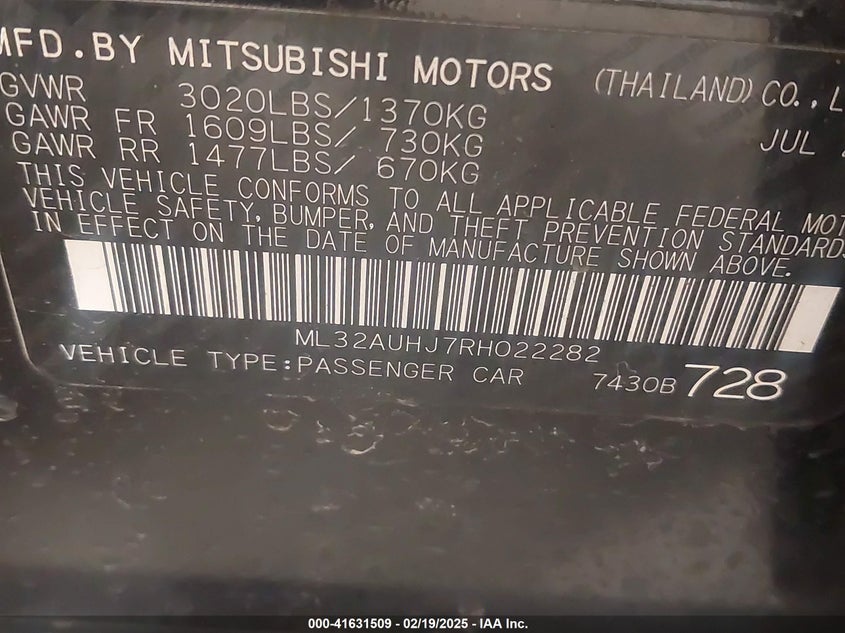 MFD.BY MITSUBISHI MOTORS (THAILAND) CO., L
GVWR 3020LBS/1370KG JUL
GAWR FR 1609LBS/ 730KG
GAWR RR 1477LBS/ 670KG
THIS VEHICLE CONFORMS TO ALL APPLICABLE FEDERAL MOT
VEHICLE SAFETY, BUMPER, AND THEFT PREVENTION STANDARDS
IN EFFECT ON THE DATE OF MANUFACTURE SHOWN ABOVE.
ML32AUHJ7RH022282
VEHICLE TYPE:PASSENGER CAR 7430B 728
000-41631509 - 02/19/2025 - IAA Inc.